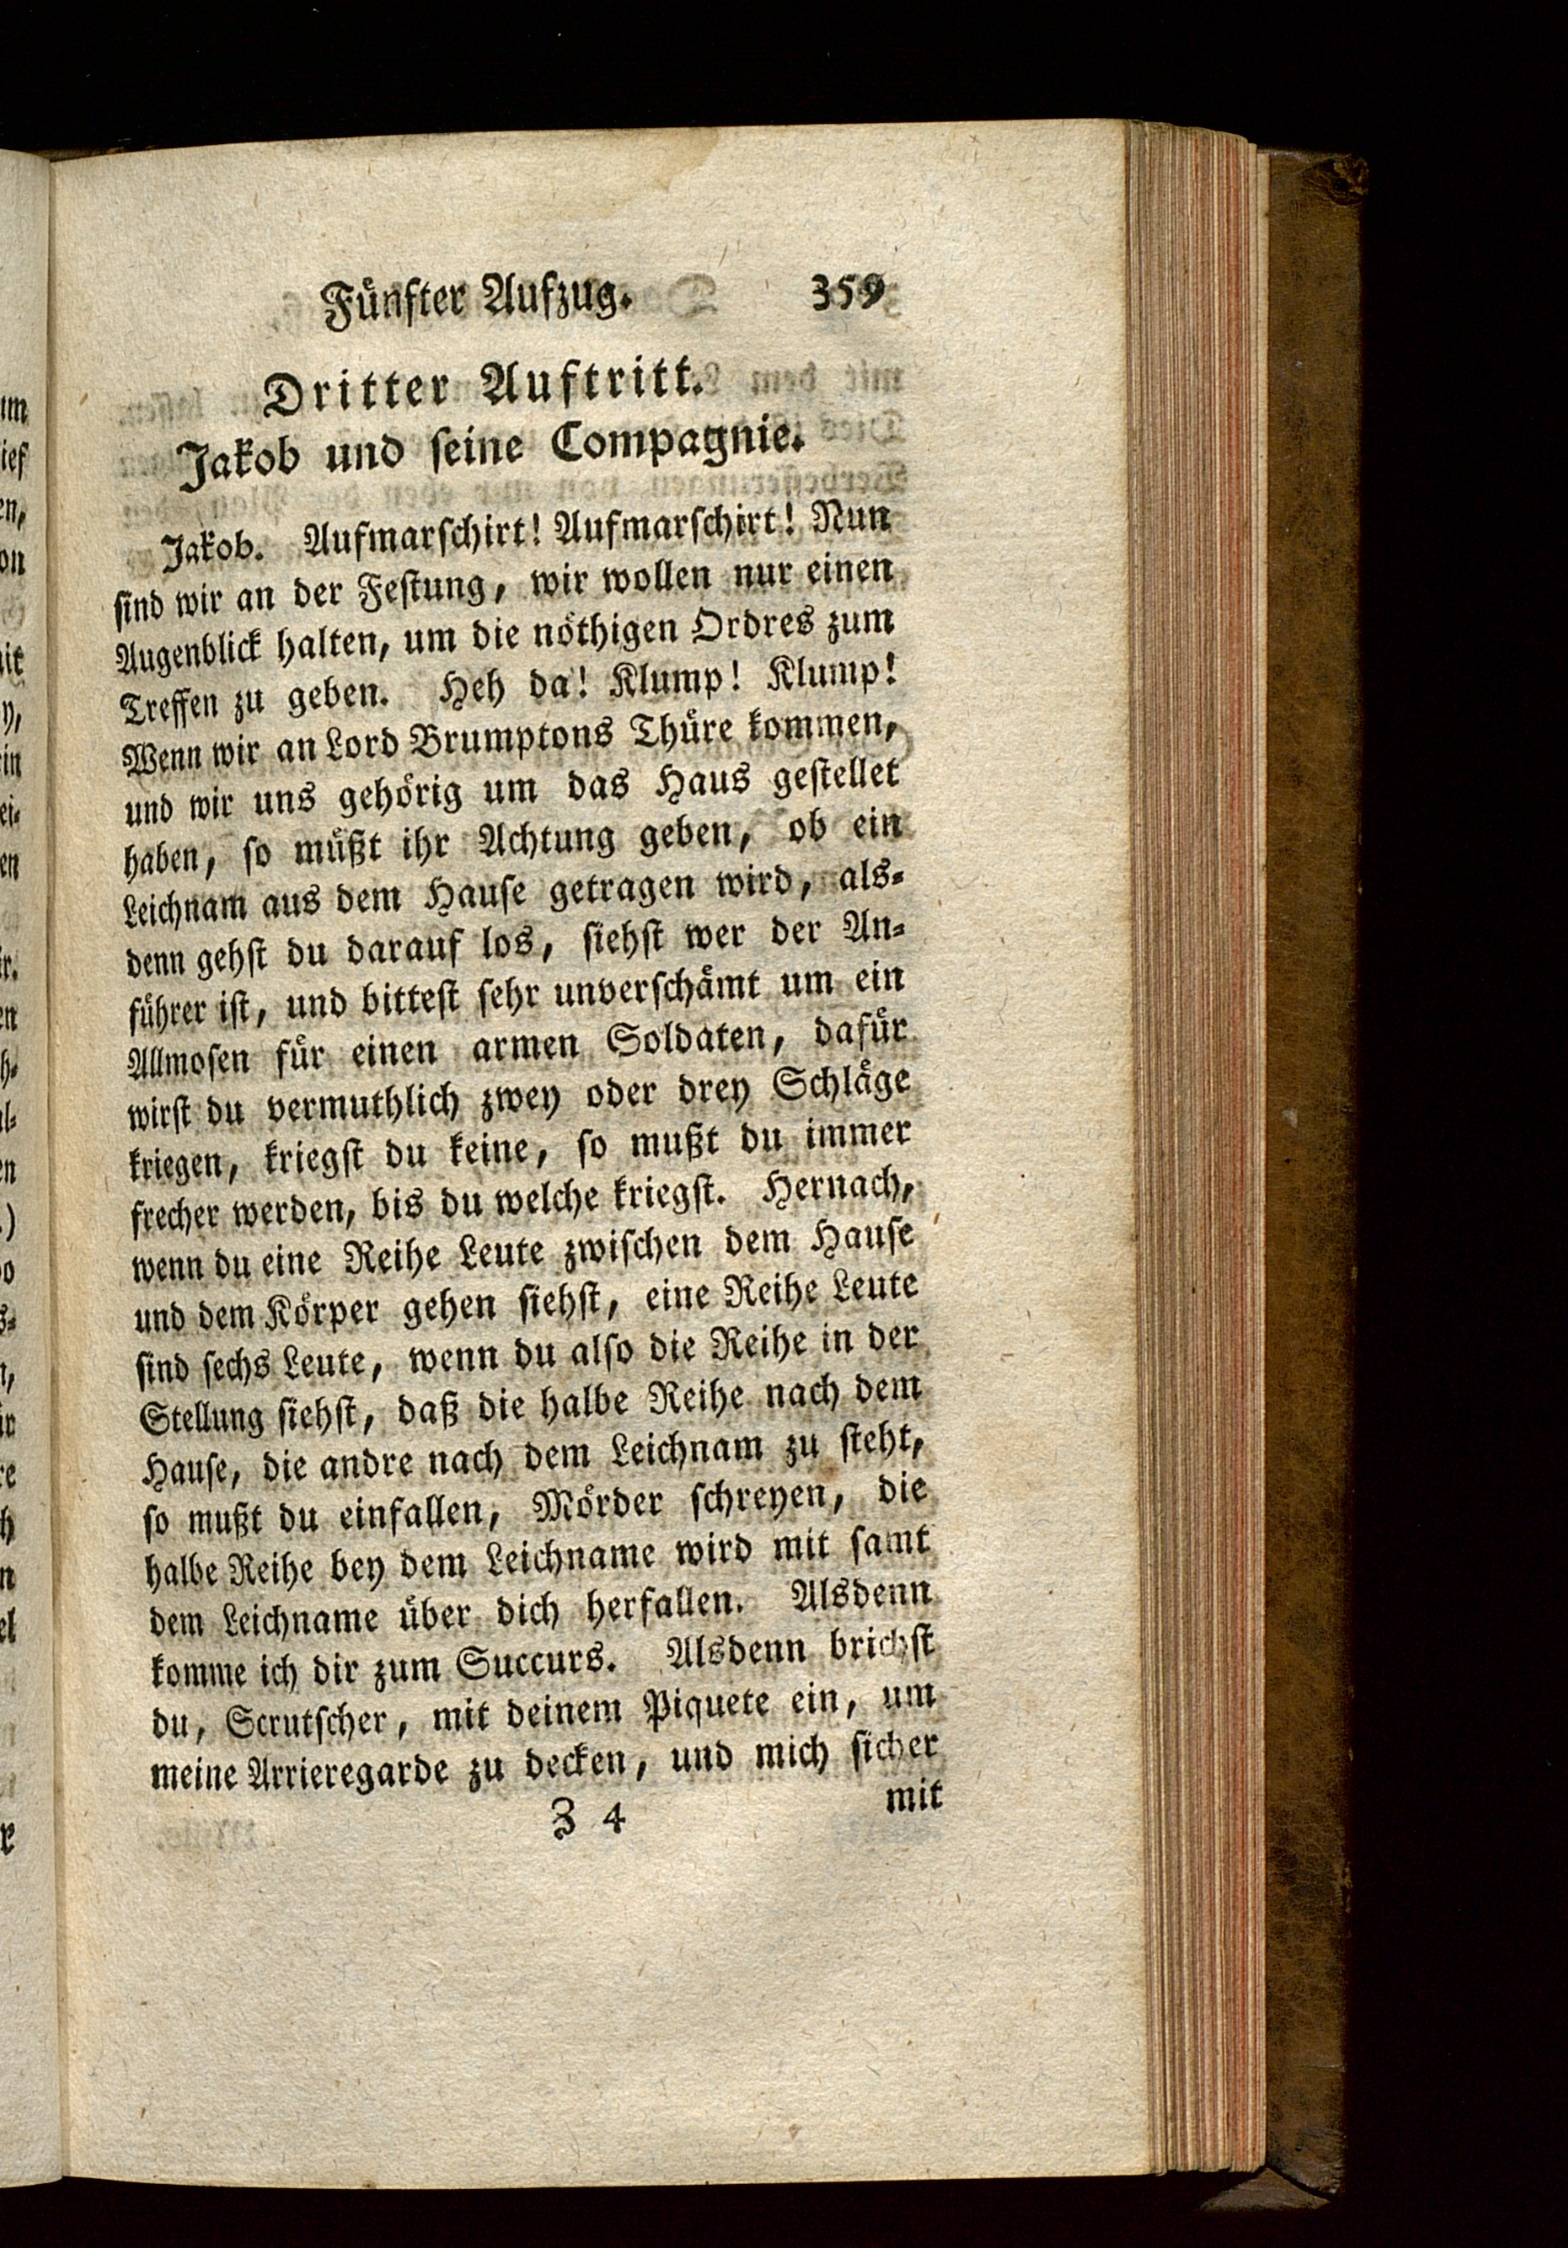 Fünfter Aufzug. 359
Dritter Auftritt.
Jakob und ſeine Compagnie.
Jakob. Aufmarſchirt! Aufmarſchirt! Nun
ſind wir an der Feſtung, wir wollen nur einen
Augenblick halten, um die nöthigen Ordres zum
Treffen zu geben. Heh da! Klump! Klump!
Wenn wir an Lord Brumptons Thüre kommen,
und wir uns gehörig um das Haus geſtellet
haben, ſo müßt ihr Achtung geben, ob ein
Leichnam aus dem Hauſe getragen wird, als-
denn gehſt du darauf los, ſiehſt wer der An-
führer iſt, und bitteſt ſehr unverſchämt um ein
Allmoſen für einen armen Soldaten, dafür
wirſt du vermuthlich zwey oder drey Schläge
kriegen, kriegſt du keine, ſo mußt du immer
frecher werden, bis du welche kriegſt. Hernach,
wenn du eine Reihe Leute zwiſchen dem Hauſe
und dem Körper gehen ſiehſt, eine Reihe Leute
ſind ſechs Leute, wenn du alſo die Reihe in der
Stellung ſiehſt, daß die halbe Reihe nach dem
Hauſe, die andre nach dem Leichnam zu ſteht,
ſo mußt du einfallen, Mörder ſchreyen, die
halbe Reihe bey dem Leichname wird mit ſamt
dem Leichname über dich herfallen. Alsdenn
komme ich dir zum Succurs. Alsdenn brichſt
du, Scrutſcher, mit deinem Piquete ein, um
meine Arrieregarde zu decken, und mich ſicher
Z 4 mit